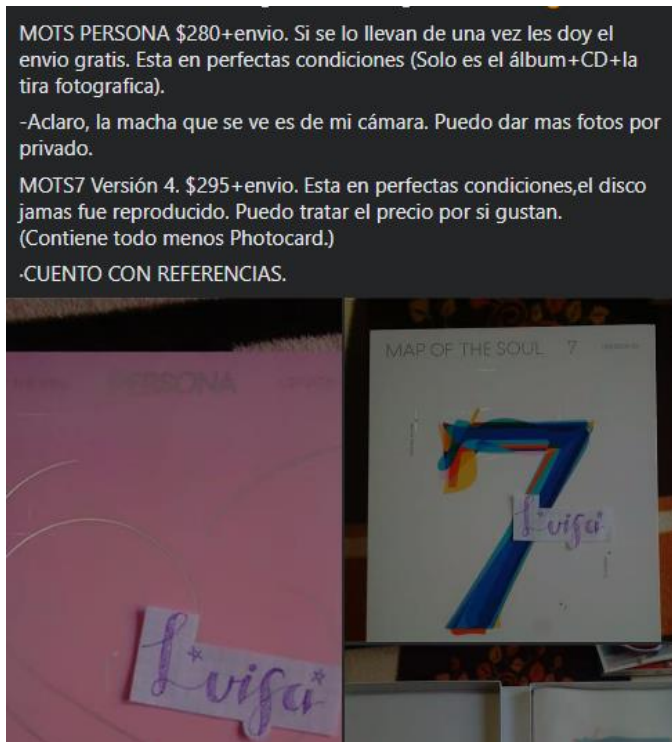 MOTS PERSONA $280+envio. Si se lo llevan de una vez les doy el
envio gratis. Esta en perfectas condiciones (Solo es el álbum+CD+la
tira fotografica).
-Aclaro, la macha que se ve es de mi cámara. Puedo dar mas fotos por
privado.
MOTS7 Versión 4. $295+envio. Esta en perfectas condiciones,el disco
jamas fue reproducido. Puedo tratar el precio por si gustan.
(Contiene todo menos Photocard.)
·CUENTO CON REFERENCIAS.
PERSONA
Luisa
MAP OF THE SOUL 7
7
Luisa